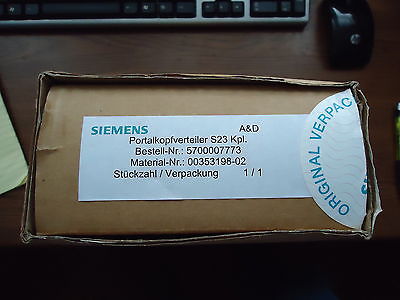 SIEMENS A&D
Portalkopfverteiler S23 Kpl.
Bestell-Nr.: 5700007773
Material-Nr.: 00353198-02
Stückzahl / Verpackung 1 / 1
ORIGINAL VERPAC